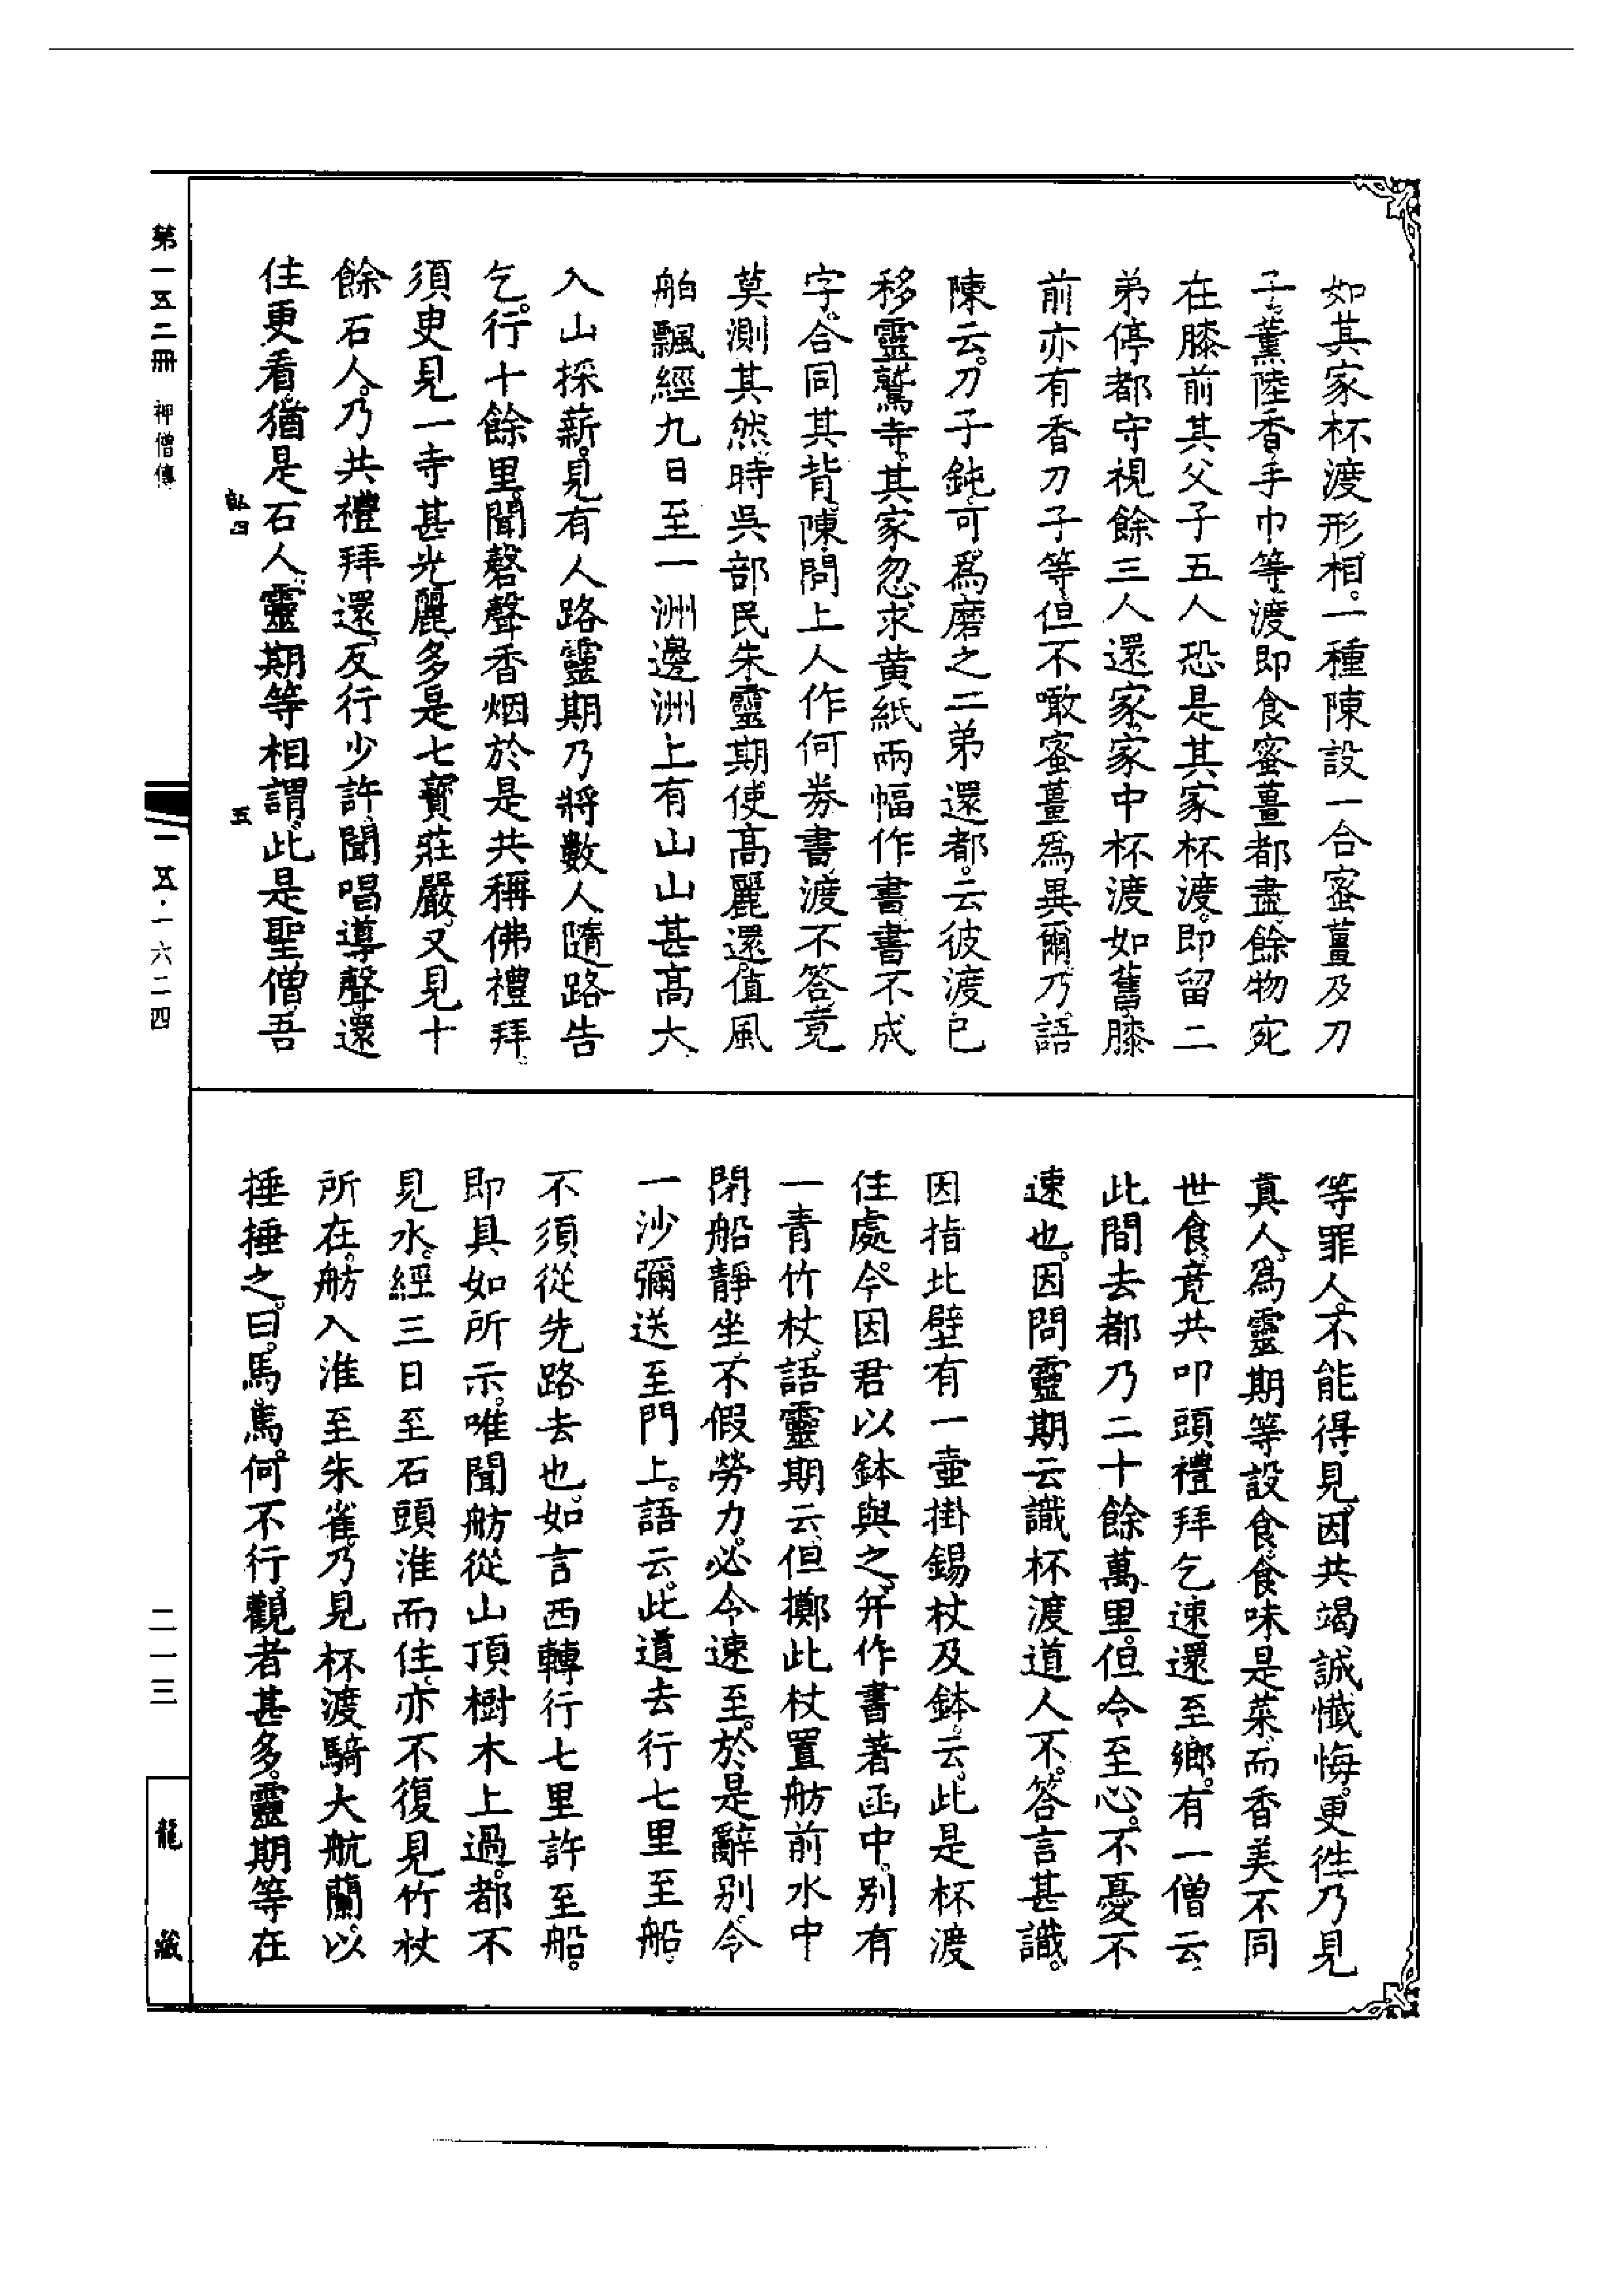 如其家杯渡形相。一種陳設一合蜜薑及刀
子。薰陸香手巾等渡即食蜜薑都盡餘物宛
在膝前其父子五人恐是其家杯渡。即留二
弟停都守視餘三人還家家中杯渡如舊膝
前亦有香刀子等但不噉蜜薑爲異爾乃語
陳云。刀子鈍可爲磨之二弟還都。云彼渡已
移靈鷲寺。其家忽求黄紙兩幅作書書不成
字。合同其背陳問上人作何券書渡不答竟
莫測其然時吳部民朱靈期使高麗還。值風
舶飄經九日至一洲邊洲上有山山甚高大
入山採薪。見有人路靈期乃將數人隨路告
乞。行十餘里。聞磬聲香烟於是共稱佛禮拜。
須吏見一寺甚光麗多是七寶莊嚴。又見十
餘石人。乃共禮拜還。反行少許聞唱導聲還
住更看猶是石人靈期等相謂此是聖僧吾
等罪人。不能得見。因共竭誠懺悔。更徃乃見
真人。爲靈期等設食食味是菜而香美不同
世食竟共叩頭禮拜乞速還至鄉。有一僧云
此間去都乃二十餘萬里。但令至心。不憂不
速也。因問靈期云識杯渡道人不。答言甚識。
因指北壁有一壷掛錫杖及鉢。云此是杯渡
住處。今因君以鉢與之并作書著函中。別有
一青竹杖。語靈期云但擲此杖置舫前水中
閉船靜坐不假勞力。必令速至。於是辭別令
一沙彌送至門上。語云。此道去行七里至船
不須從先路去也如言西轉行七里許至船。
即具如所示。唯聞舫從山頂樹木上過。都不
見水。經三日至石頭淮而住亦不復見竹杖
所在。舫入淮至朱雀乃見杯渡騎大航蘭。以
捶捶之。曰。馬馬。何不行觀者甚多。靈期等在
第一五二冊 神僧傳
五
一五·一六二四
二一三
龍藏